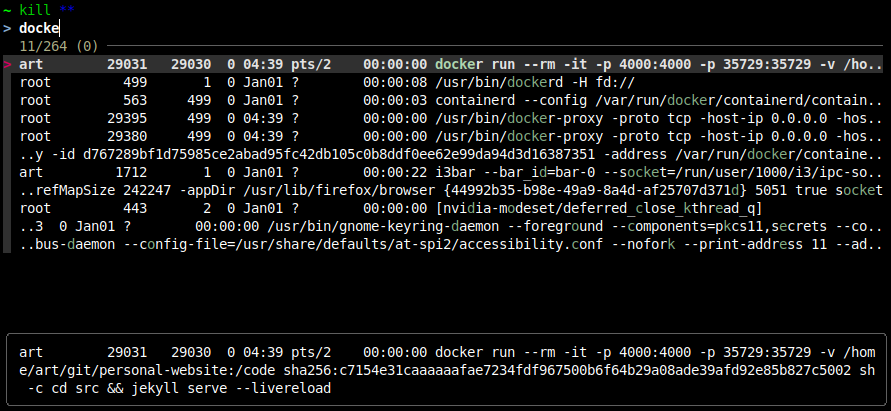 ~ kill **
> docke
11/264 (0)
> art 29031 29030 0 04:39 pts/2 00:00:00 docker run --rm -it -p 4000:4000 -p 35729:35729 -v /ho..
root 499 1 0 Jan01 ? 00:00:08 /usr/bin/dockerd -H fd://
root 563 499 0 Jan01 ? 00:00:03 containerd --config /var/run/docker/containerd/contain..
root 29395 499 0 04:39 ? 00:00:00 /usr/bin/docker-proxy -proto tcp -host-ip 0.0.0.0 -hos..
root 29380 499 0 04:39 ? 00:00:00 /usr/bin/docker-proxy -proto tcp -host-ip 0.0.0.0 -hos..
..y -id d767289bf1d75985ce2abad95fc42db105c0b8ddf0ee62e99da94d3d16387351 -address /var/run/docker/containe..
art 1712 1 0 Jan01 ? 00:00:22 i3bar --bar_id=bar-0 --socket=/run/user/1000/i3/ipc-so..
..refMapSize 242247 -appDir /usr/lib/firefox/browser {44992b35-b98e-49a9-8a4d-af25707d371d} 5051 true socket
root 443 2 0 Jan01 ? 00:00:00 [nvidia-modeset/deferred_close_kthread_q]
..3 0 Jan01 ? 00:00:00 /usr/bin/gnome-keyring-daemon --foreground --components=pkcs11,secrets --co..
..bus-daemon --config-file=/usr/share/defaults/at-spi2/accessibility.conf --nofork --print-address 11 --ad..
art 29031 29030 0 04:39 pts/2 00:00:00 docker run --rm -it -p 4000:4000 -p 35729:35729 -v /hom
e/art/git/personal-website:/code sha256:c7154e31caaaaaafae7234fdf967500b6f64b29a08ade39afd92e85b827c5002 sh
-c cd src && jekyll serve --livereload